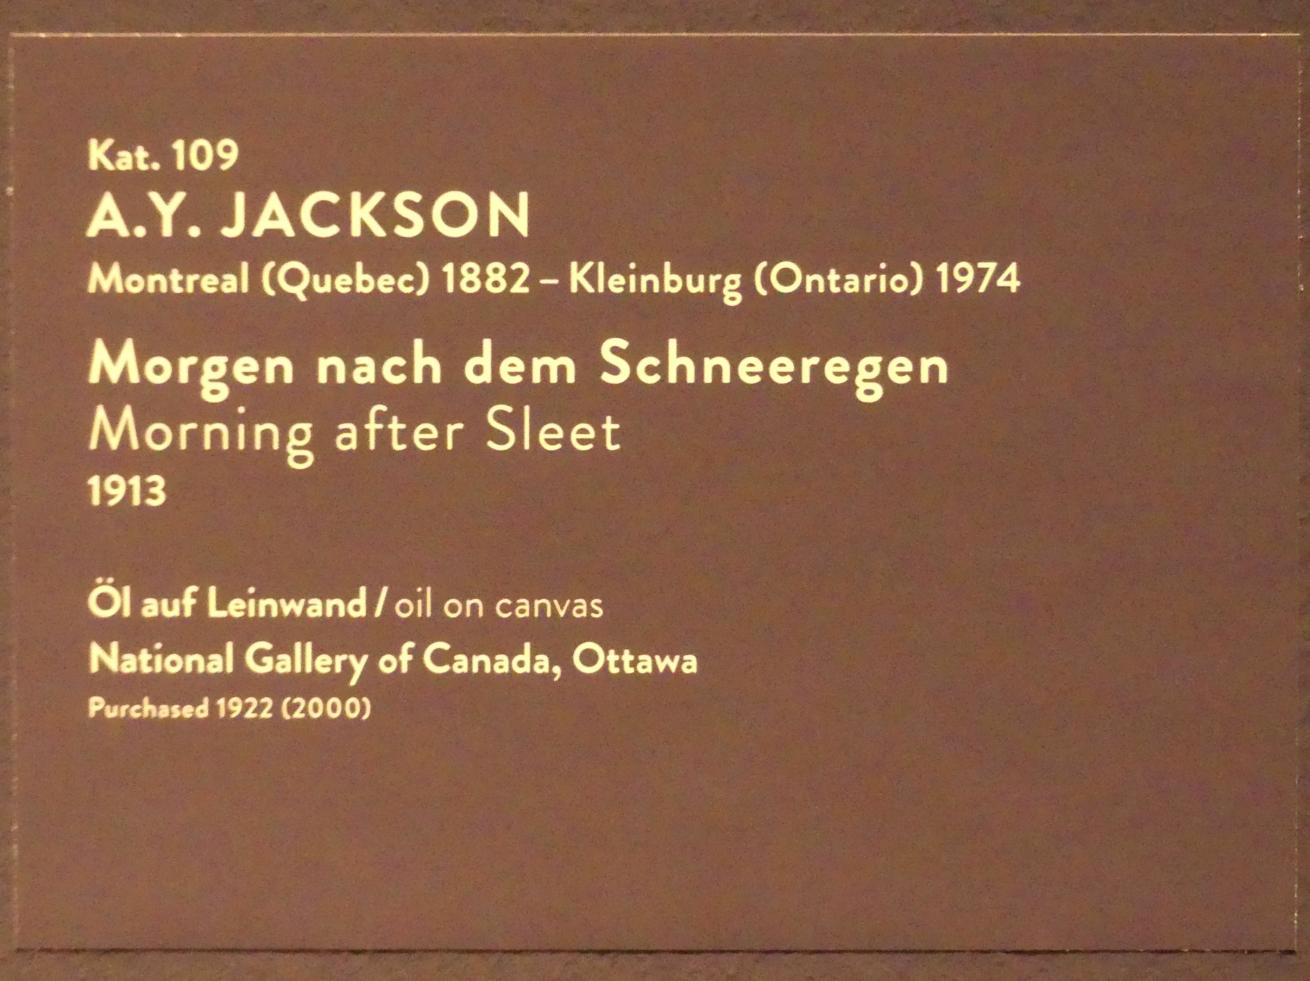 Kat. 109
A.Y. JACKSON
Montreal (Quebec) 1882 – Kleinburg (Ontario) 1974
Morgen nach dem Schneeregen
Morning after Sleet
1913
Öl auf Leinwand / oil on canvas
National Gallery of Canada, Ottawa
Purchased 1922 (2000)